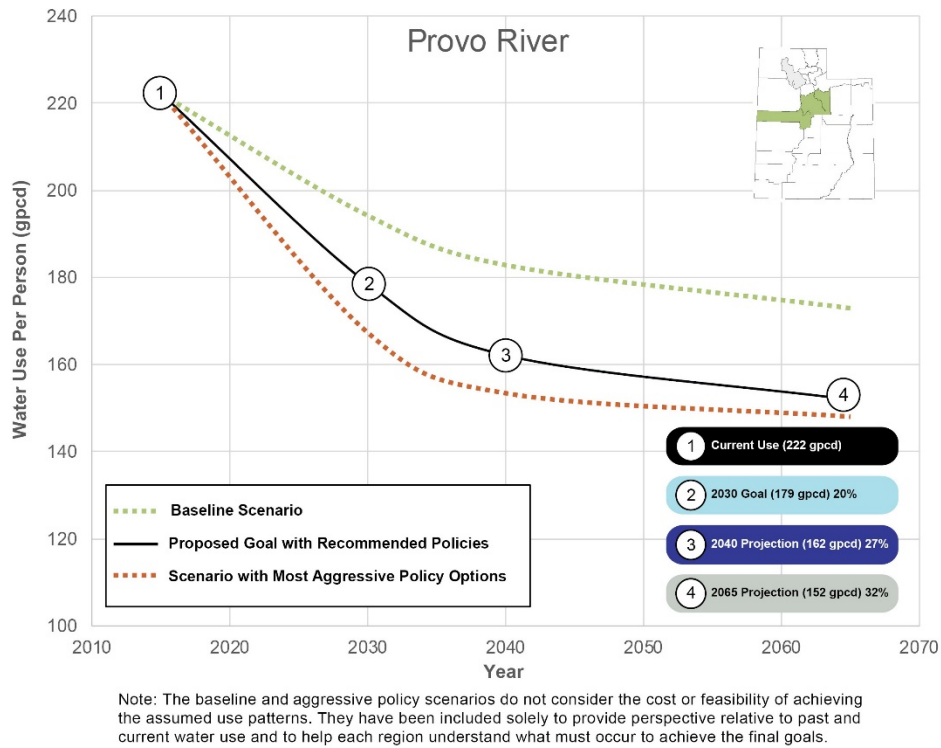 Provo River
240
220
200
180
160
140
120
100
Water Use Per Person (gpcd)
1
2
3
4
1 Current Use (222 gpcd)
2 2030 Goal (179 gpcd) 20%
3 2040 Projection (162 gpcd) 27%
4 2065 Projection (152 gpcd) 32%
Baseline Scenario
Proposed Goal with Recommended Policies
Scenario with Most Aggressive Policy Options
2010 2020 2030 2040 2050 2060 2070
Year
Note: The baseline and aggressive policy scenarios do not consider the cost or feasibility of achieving
the assumed use patterns. They have been included solely to provide perspective relative to past and
current water use and to help each region understand what must occur to achieve the final goals.